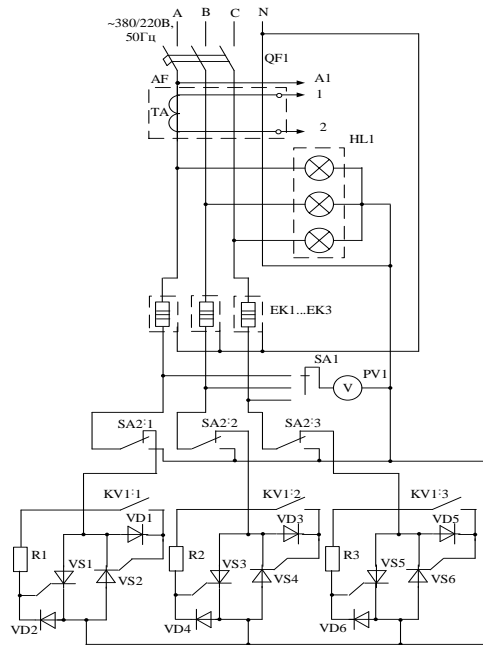 A B C N
~380/220В,
50Гц
QF1
AF A1
1
TA
2
HL1
EK1...EK3
SA1
PV1
V
SA2:1 SA2:2 SA2:3
KV1:1 KV1:2 KV1:3
VD1 VD3 VD5
R1 VS1 R2 VS3 R3 VS5
VS2 VS4 VS6
VD2 VD4 VD6